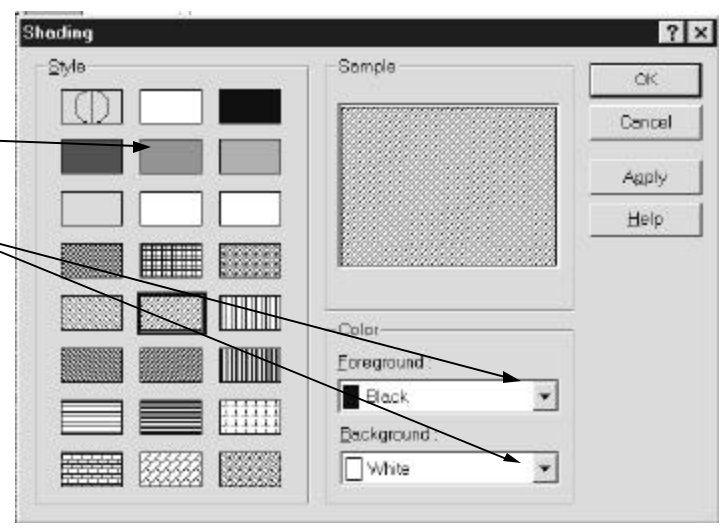 Shading
Style
Sample
OK
Cancel
Apply
Help
Color
Foreground :
Black
Background :
White